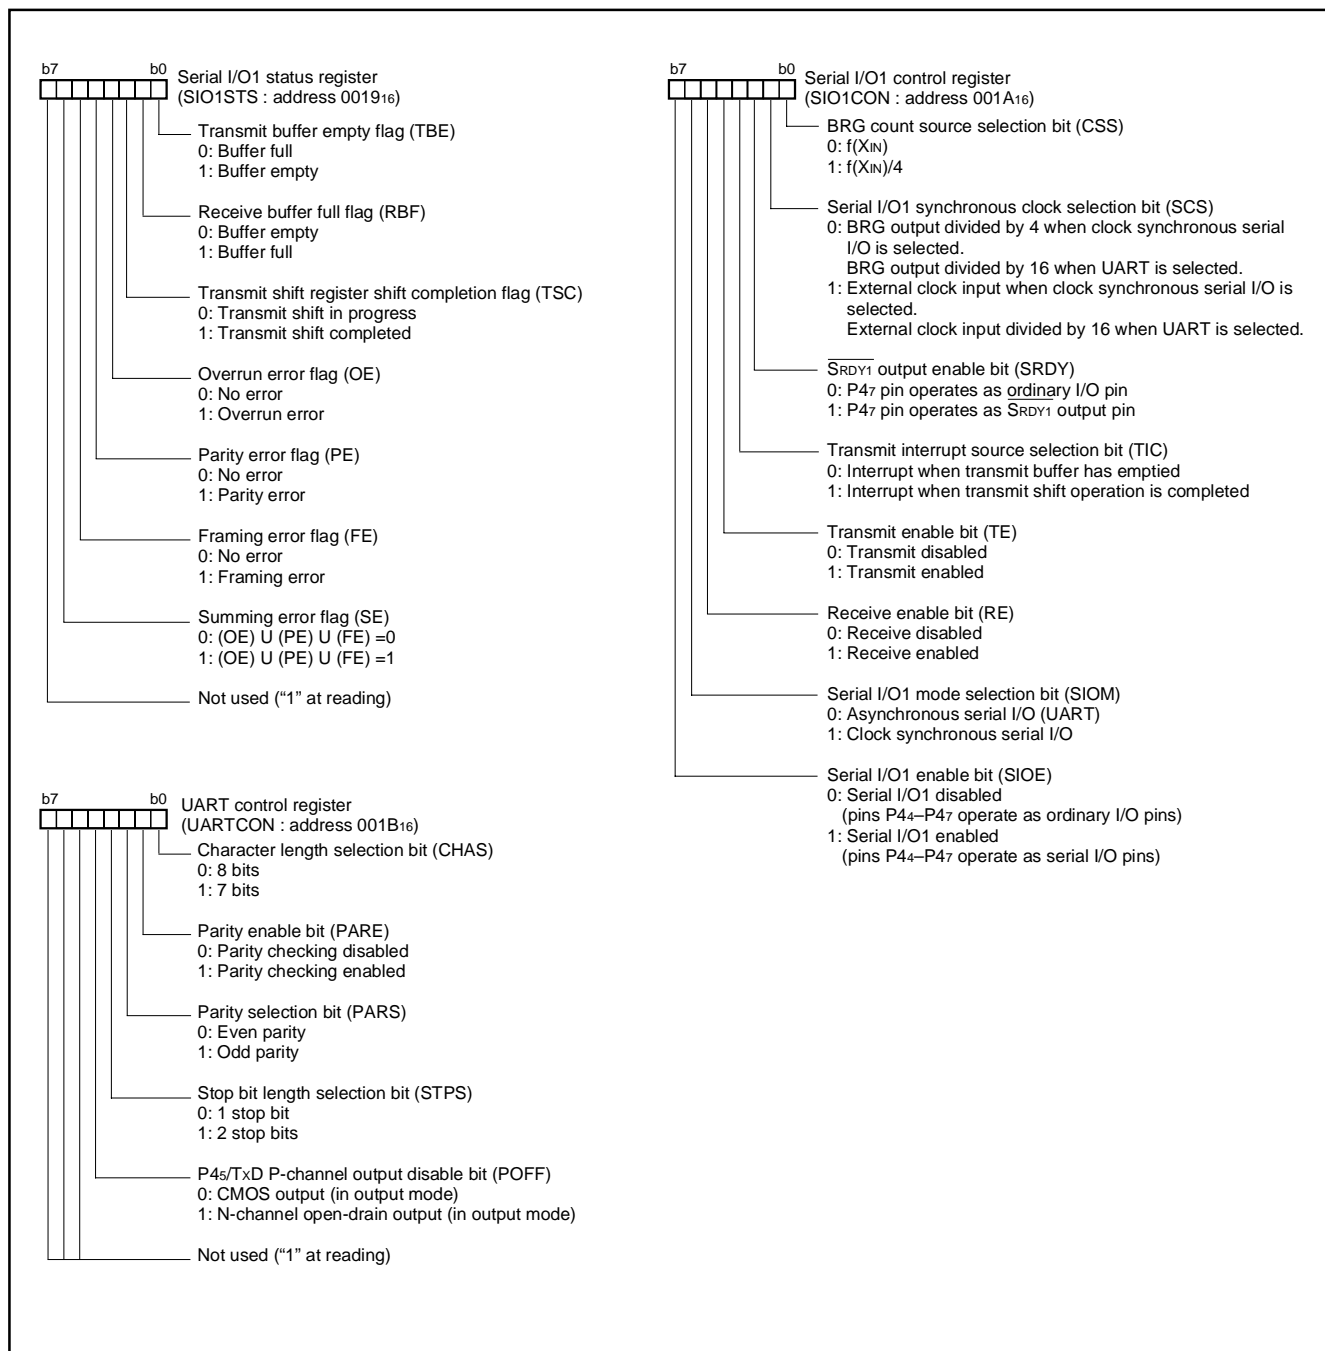 b7 b0 Serial I/O1 status register
(SIO1STS : address 0019₁₆)
Transmit buffer empty flag (TBE)
0: Buffer full
1: Buffer empty
Receive buffer full flag (RBF)
0: Buffer empty
1: Buffer full
Transmit shift register shift completion flag (TSC)
0: Transmit shift in progress
1: Transmit shift completed
Overrun error flag (OE)
0: No error
1: Overrun error
Parity error flag (PE)
0: No error
1: Parity error
Framing error flag (FE)
0: No error
1: Framing error
Summing error flag (SE)
0: (OE) U (PE) U (FE) =0
1: (OE) U (PE) U (FE) =1
Not used (“1” at reading)
b7 b0 UART control register
(UARTCON : address 001B₁₆)
Character length selection bit (CHAS)
0: 8 bits
1: 7 bits
Parity enable bit (PARE)
0: Parity checking disabled
1: Parity checking enabled
Parity selection bit (PARS)
0: Even parity
1: Odd parity
Stop bit length selection bit (STPS)
0: 1 stop bit
1: 2 stop bits
P4₅/TxD P-channel output disable bit (POFF)
0: CMOS output (in output mode)
1: N-channel open-drain output (in output mode)
Not used (“1” at reading)
b7 b0 Serial I/O1 control register
(SIO1CON : address 001A₁₆)
BRG count source selection bit (CSS)
0: f(XIN)
1: f(XIN)/4
Serial I/O1 synchronous clock selection bit (SCS)
0: BRG output divided by 4 when clock synchronous serial
I/O is selected.
BRG output divided by 16 when UART is selected.
1: External clock input when clock synchronous serial I/O is
selected.
External clock input divided by 16 when UART is selected.
SRDY1 output enable bit (SRDY)
0: P4₇ pin operates as ordinary I/O pin
1: P4₇ pin operates as SRDY1 output pin
Transmit interrupt source selection bit (TIC)
0: Interrupt when transmit buffer has emptied
1: Interrupt when transmit shift operation is completed
Transmit enable bit (TE)
0: Transmit disabled
1: Transmit enabled
Receive enable bit (RE)
0: Receive disabled
1: Receive enabled
Serial I/O1 mode selection bit (SIOM)
0: Asynchronous serial I/O (UART)
1: Clock synchronous serial I/O
Serial I/O1 enable bit (SIOE)
0: Serial I/O1 disabled
(pins P4₄–P4₇ operate as ordinary I/O pins)
1: Serial I/O1 enabled
(pins P4₄–P4₇ operate as serial I/O pins)